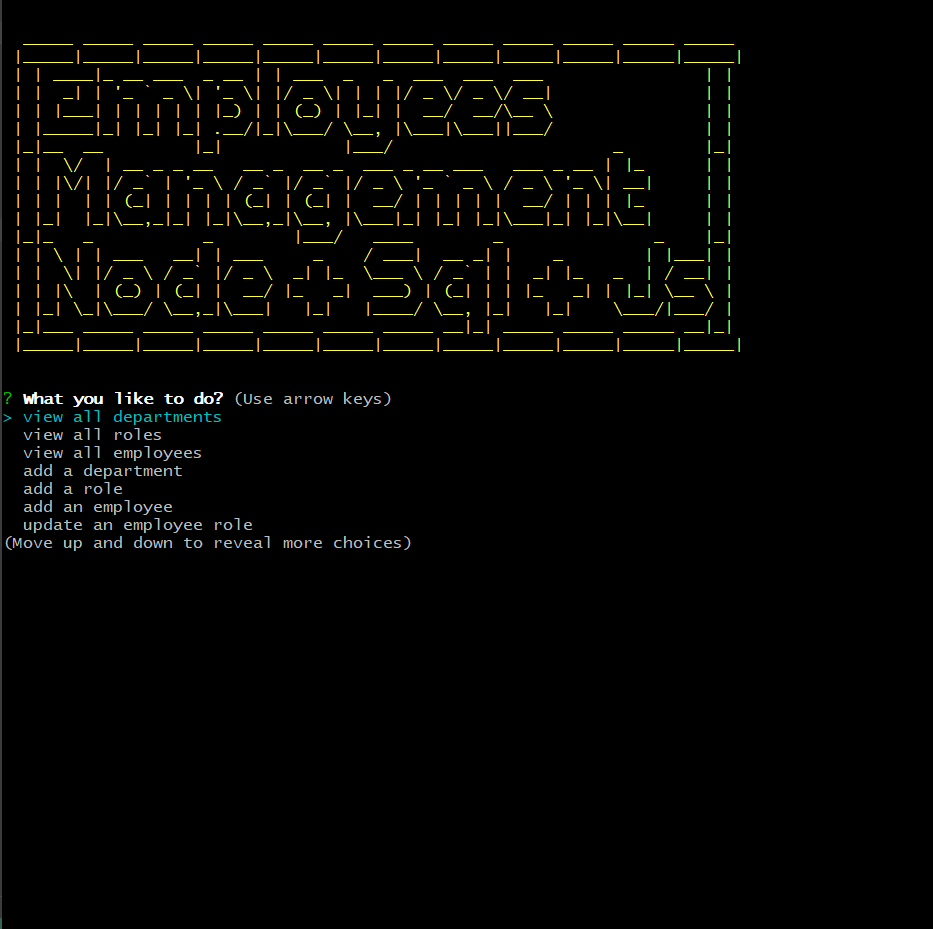 Employees
Management
Node + Sql + Js
? What you like to do? (Use arrow keys)
> view all departments
view all roles
view all employees
add a department
add a role
add an employee
update an employee role
(Move up and down to reveal more choices)